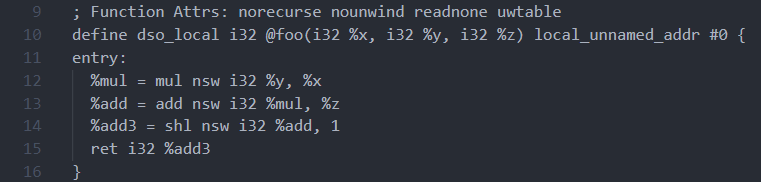 9 ; Function Attrs: norecurse nounwind readnone uwtable
10 define dso_local i32 @foo(i32 %x, i32 %y, i32 %z) local_unnamed_addr #0 {
11 entry:
12   %mul = mul nsw i32 %y, %x
13   %add = add nsw i32 %mul, %z
14   %add3 = shl nsw i32 %add, 1
15   ret i32 %add3
16 }